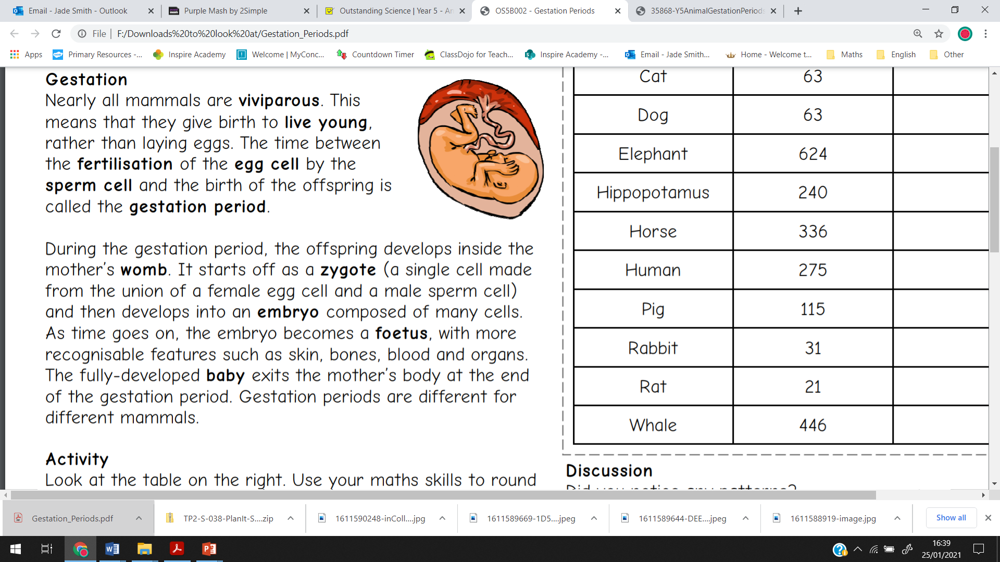 Email - Jade Smith - Outlook
Purple Mash by 2Simple
Outstanding Science | Year 5 - An
OS5B002 - Gestation Periods
35868-Y5AnimalGestationPeriods
File | F:/Downloads%20to%20look%20at/Gestation_Periods.pdf
Apps
Primary Resources -...
Inspire Academy
Welcome | MyConc...
Countdown Timer
ClassDojo for Teach...
Inspire Academy -...
Email - Jade Smith...
Home - Welcome t...
Maths
English
Other
Gestation
Nearly all mammals are viviparous. This
means that they give birth to live young,
rather than laying eggs. The time between
the fertilisation of the egg cell by the
sperm cell and the birth of the offspring is
called the gestation period.
During the gestation period, the offspring develops inside the
mother's womb. It starts off as a zygote (a single cell made
from the union of a female egg cell and a male sperm cell)
and then develops into an embryo composed of many cells.
As time goes on, the embryo becomes a foetus, with more
recognisable features such as skin, bones, blood and organs.
The fully-developed baby exits the mother's body at the end
of the gestation period. Gestation periods are different for
different mammals.
Activity
Look at the table on the right. Use your maths skills to round
Cat 63
Dog 63
Elephant 624
Hippopotamus 240
Horse 336
Human 275
Pig 115
Rabbit 31
Rat 21
Whale 446
Discussion
Did you notice any patterns?
Gestation_Periods.pdf
TP2-S-038-PlanIt-S....zip
1611590248-inColl....jpg
1611589669-1D5....jpeg
1611589644-DEE....jpeg
1611588919-image.jpg
Show all
16:39
25/01/2021